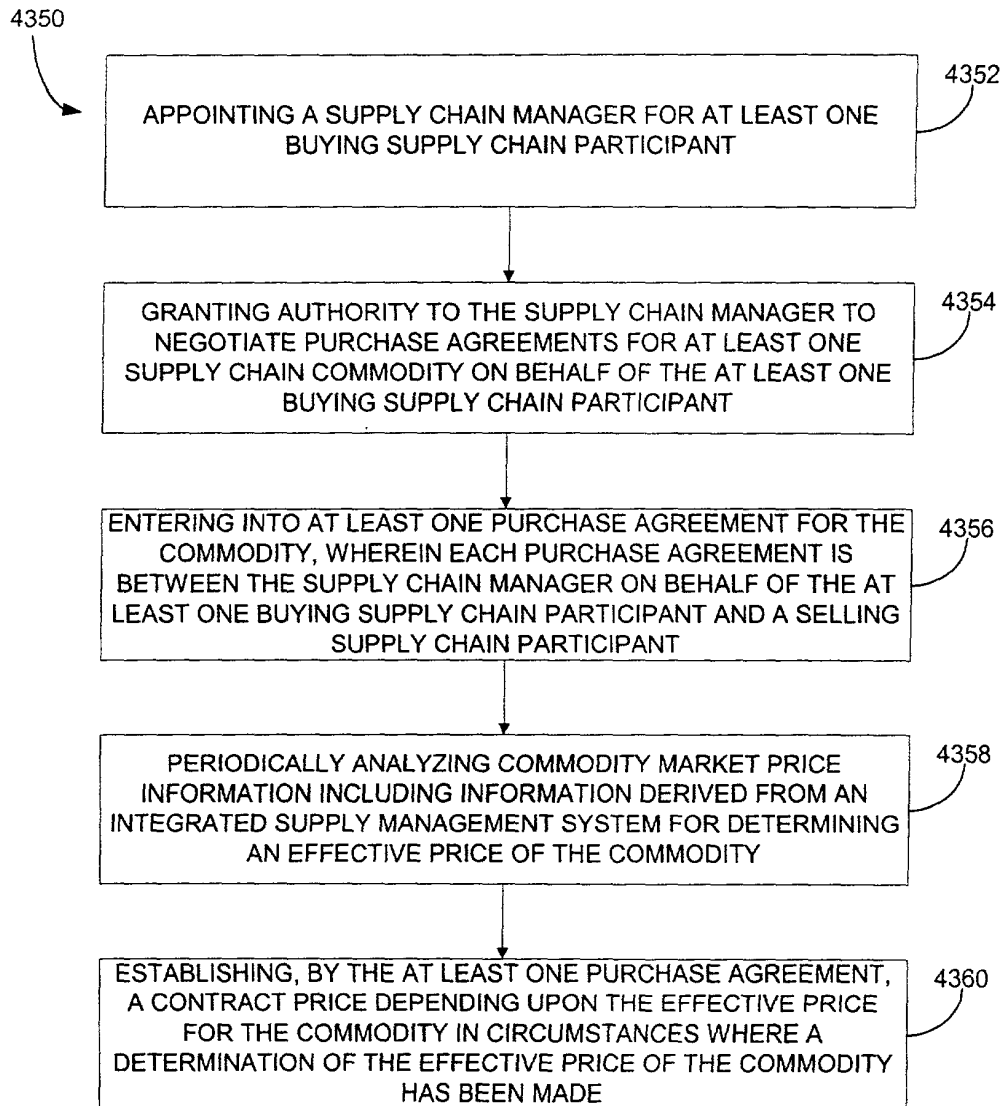 4350
4352
APPOINTING A SUPPLY CHAIN MANAGER FOR AT LEAST ONE
BUYING SUPPLY CHAIN PARTICIPANT
4354
GRANTING AUTHORITY TO THE SUPPLY CHAIN MANAGER TO
NEGOTIATE PURCHASE AGREEMENTS FOR AT LEAST ONE
SUPPLY CHAIN COMMODITY ON BEHALF OF THE AT LEAST ONE
BUYING SUPPLY CHAIN PARTICIPANT
4356
ENTERING INTO AT LEAST ONE PURCHASE AGREEMENT FOR THE
COMMODITY, WHEREIN EACH PURCHASE AGREEMENT IS
BETWEEN THE SUPPLY CHAIN MANAGER ON BEHALF OF THE AT
LEAST ONE BUYING SUPPLY CHAIN PARTICIPANT AND A SELLING
SUPPLY CHAIN PARTICIPANT
4358
PERIODICALLY ANALYZING COMMODITY MARKET PRICE
INFORMATION INCLUDING INFORMATION DERIVED FROM AN
INTEGRATED SUPPLY MANAGEMENT SYSTEM FOR DETERMINING
AN EFFECTIVE PRICE OF THE COMMODITY
4360
ESTABLISHING, BY THE AT LEAST ONE PURCHASE AGREEMENT,
A CONTRACT PRICE DEPENDING UPON THE EFFECTIVE PRICE
FOR THE COMMODITY IN CIRCUMSTANCES WHERE A
DETERMINATION OF THE EFFECTIVE PRICE OF THE COMMODITY
HAS BEEN MADE